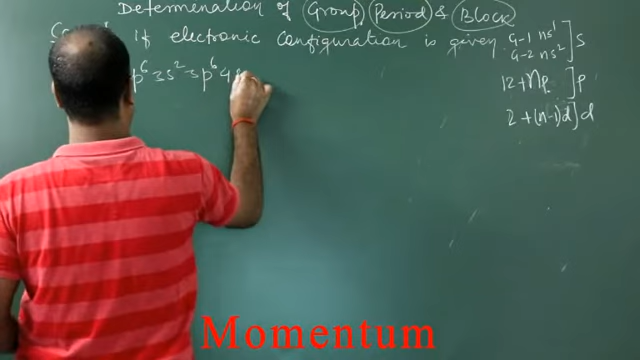 Determenation of Group, Period & Block
If electronic Configuration is given
G-1 ns¹ ] s
G-2 ns²
p⁶ 3s² 3p⁶ 4
12 + np ] p
2 + (n-1)d ] d
Momentum